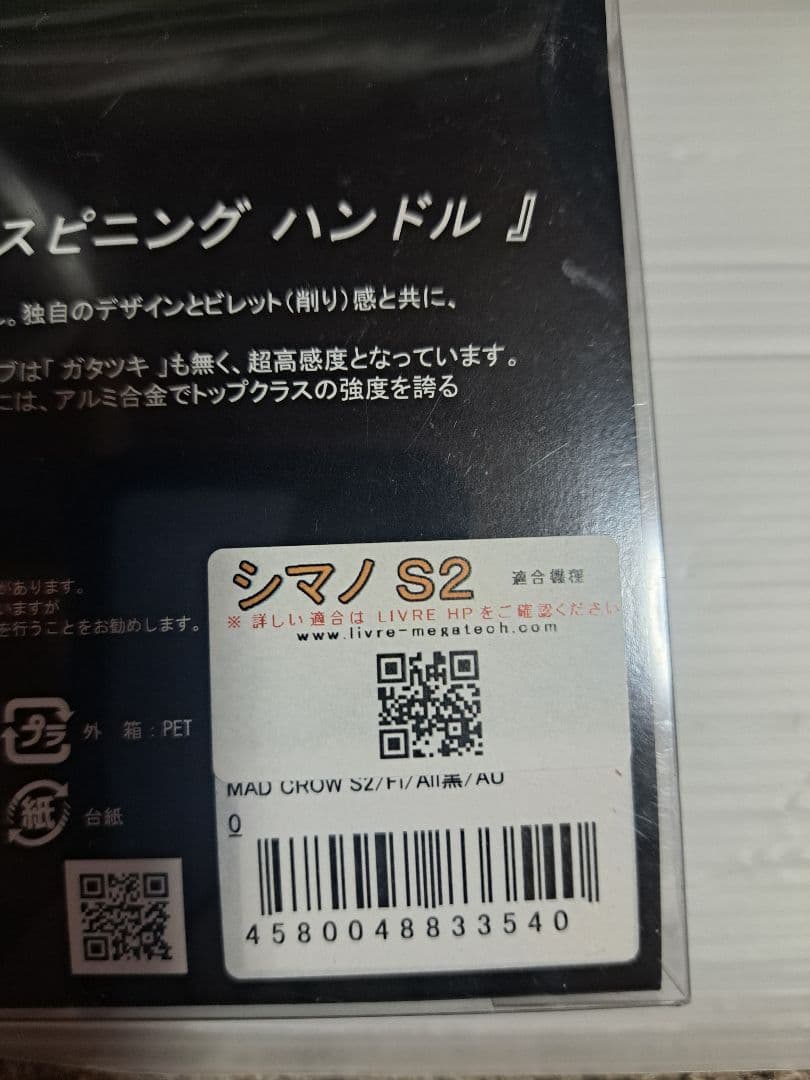 スピニング ハンドル 』
。独自のデザインとビレット(削り)感と共に、
ブは「 ガタツキ 」も無く、超高感度となっています。
には、アルミ合金でトップクラスの強度を誇る
があります。
いますが
を行うことをお勧めします。
シマノ S2 適合機種
※ 詳しい適合は LIVRE HPをご確認ください
www.livre-megatech.com
プラ 外 箱:PET
MAD CROW S2/Fi/All黒/AU
0
紙 台紙
4580048833540